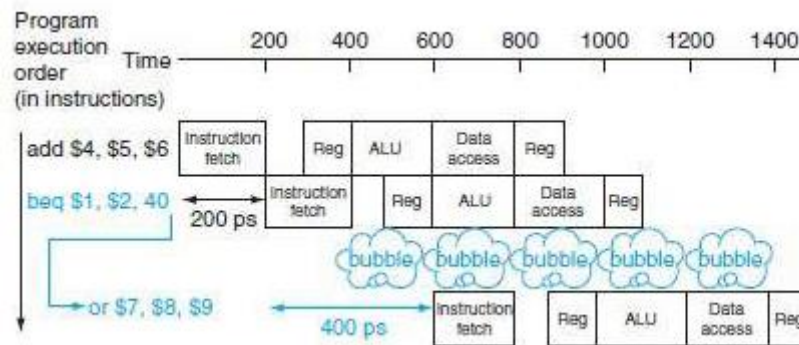 Program
execution
order
(in instructions)
Time
200 400 600 800 1000 1200 1400
add $4, $5, $6
Instruction
fetch
Reg
ALU
Data
access
Reg
beq $1, $2, 40
200 ps
Instruction
fetch
Reg
ALU
Data
access
Reg
bubble bubble bubble bubble bubble
or $7, $8, $9
400 ps
Instruction
fetch
Reg
ALU
Data
access
Reg